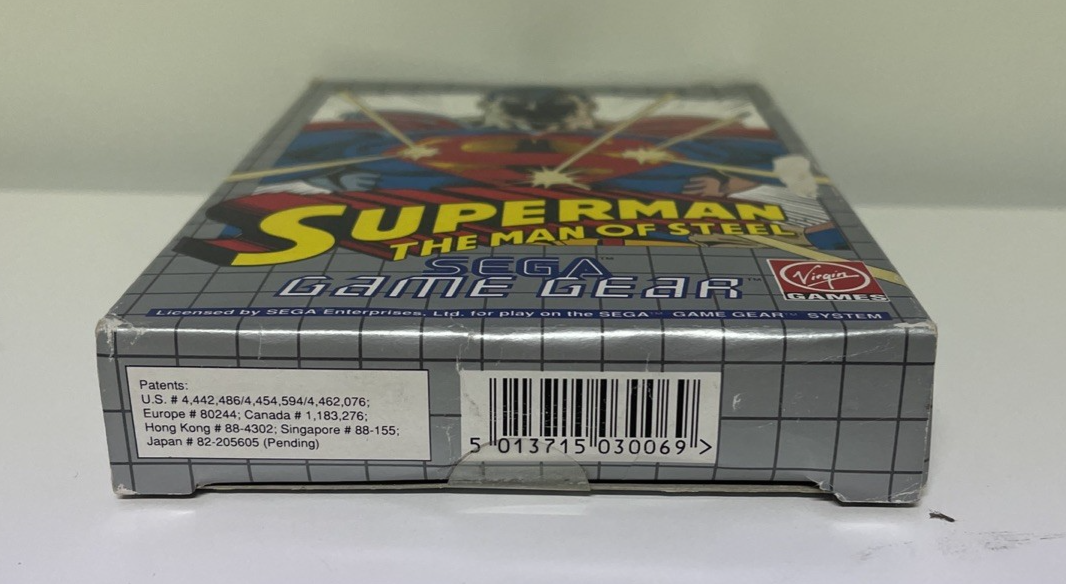 SUPERMAN
THE MAN OF STEEL
SEGA™
GAME GEAR™
Virgin
GAMES
Licensed by SEGA Enterprises, Ltd. for play on the SEGA™ GAME GEAR™ SYSTEM
Patents:
U.S. # 4,442,486/4,454,594/4,462,076;
Europe # 80244; Canada # 1,183,276;
Hong Kong # 88-4302; Singapore # 88-155;
Japan # 82-205605 (Pending)
5 013715 030069 >